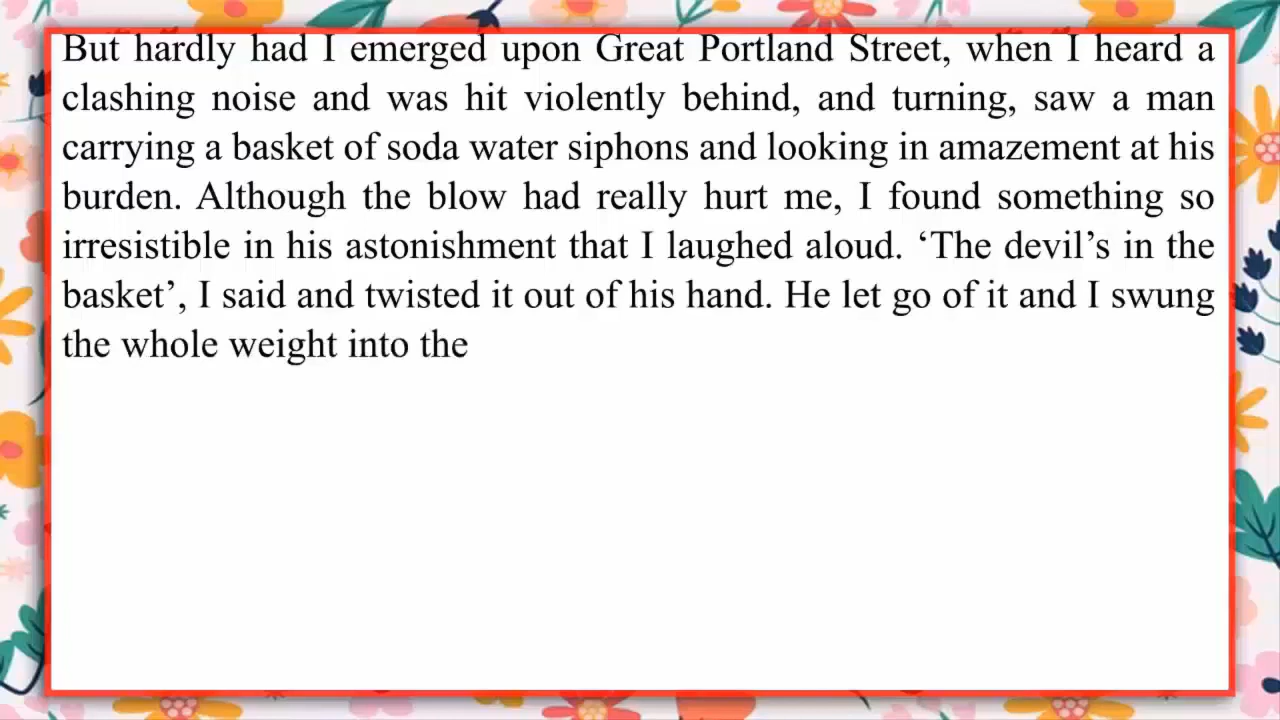 But hardly had I emerged upon Great Portland Street, when I heard a
clashing noise and was hit violently behind, and turning, saw a man
carrying a basket of soda water siphons and looking in amazement at his
burden. Although the blow had really hurt me, I found something so
irresistible in his astonishment that I laughed aloud. ‘The devil’s in the
basket’, I said and twisted it out of his hand. He let go of it and I swung
the whole weight into the